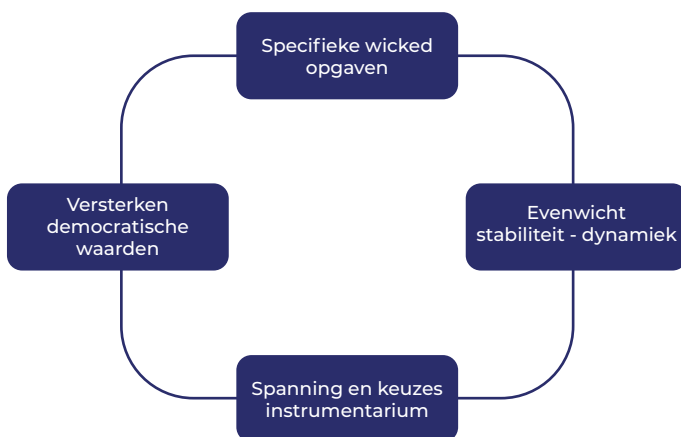 Specifieke wicked
opgaven
Versterken
democratische
waarden
Evenwicht
stabiliteit - dynamiek
Spanning en keuzes
instrumentarium